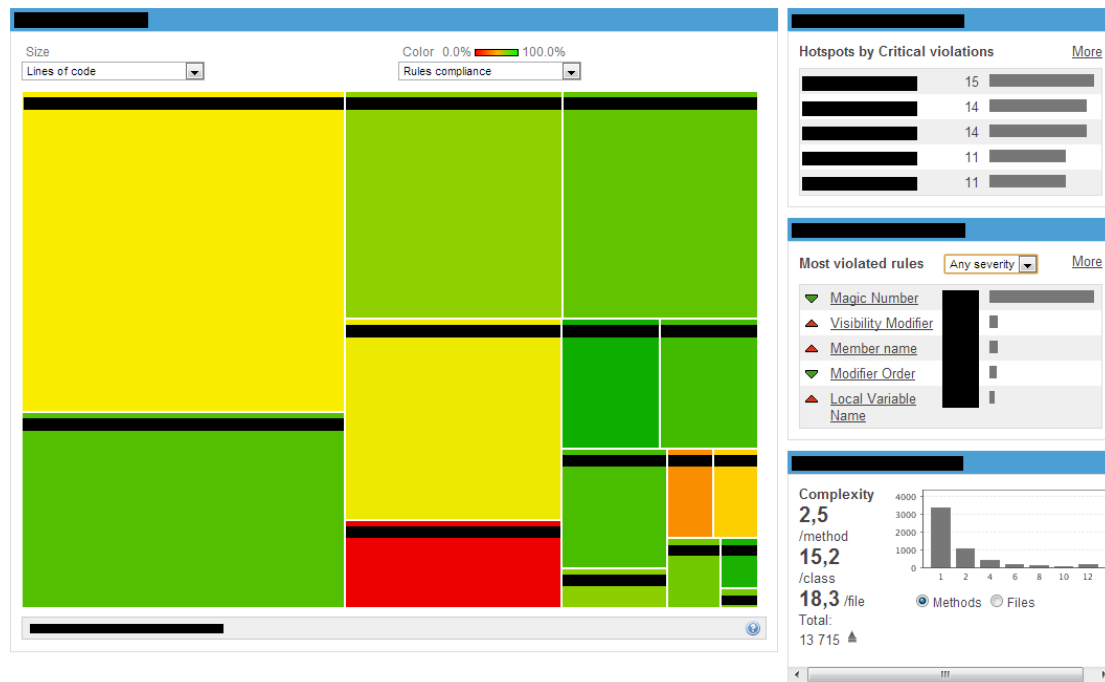 Size
Color 0.0% 100.0%
Lines of code
Rules compliance
Hotspots by Critical violations More
15
14
14
11
11
Most violated rules Any severity More
Magic Number
Visibility Modifier
Member name
Modifier Order
Local Variable
Name
Complexity
2,5
/method
15,2
/class
18,3 /file
Total:
13 715
4000
3000
2000
1000
0
1 2 4 6 8 10 12
Methods Files